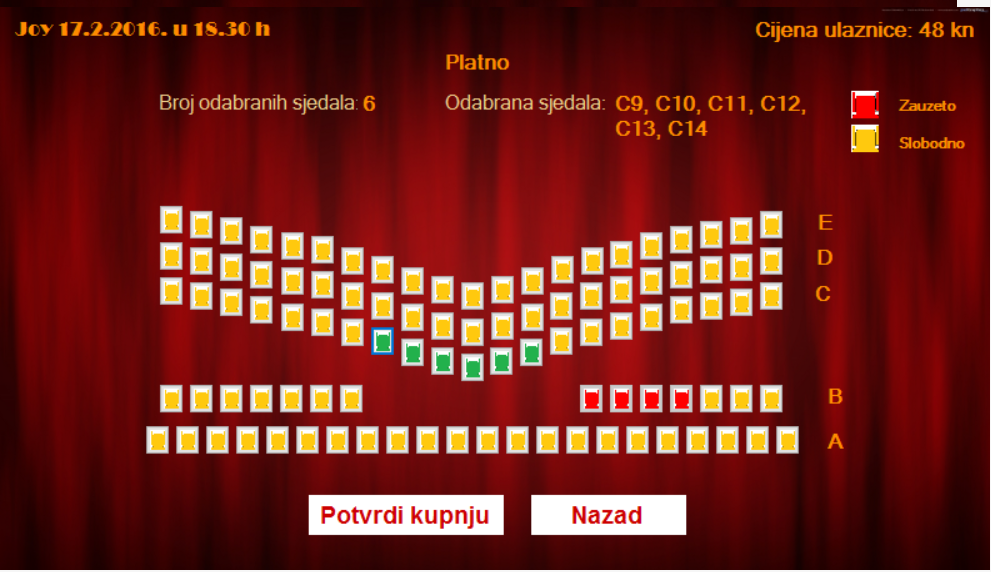 Joy 17.2.2016. u 18.30 h
Cijena ulaznice: 48 kn
Platno
Broj odabranih sjedala: 6
Odabrana sjedala: C9, C10, C11, C12,
C13, C14
Zauzeto
Slobodno
E
D
C
B
A
Potvrdi kupnju
Nazad